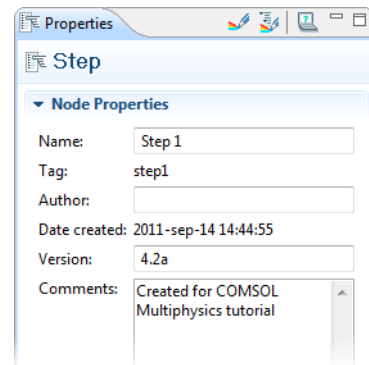 Properties
Step
Node Properties
Name: Step 1
Tag: step1
Author:
Date created: 2011-sep-14 14:44:55
Version: 4.2a
Comments: Created for COMSOL
Multiphysics tutorial